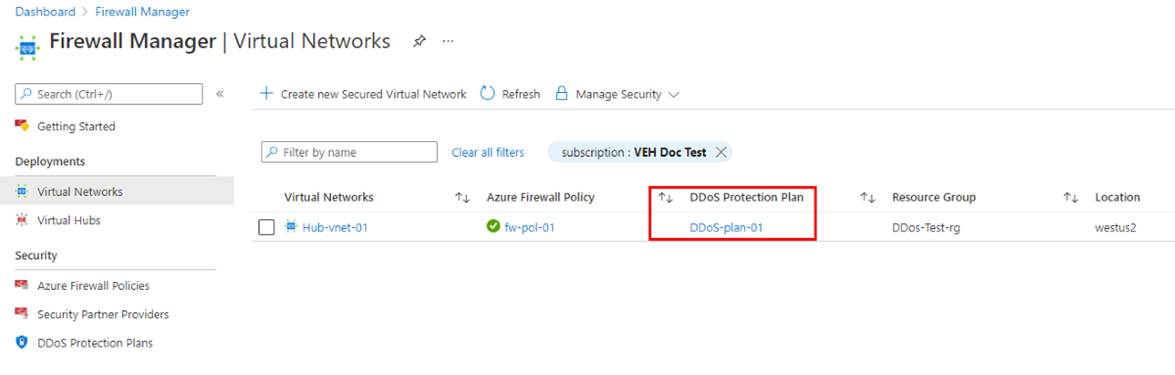 Dashboard > Firewall Manager
Firewall Manager | Virtual Networks ...
Search (Ctrl+/) «
Getting Started
Deployments
Virtual Networks
Virtual Hubs
Security
Azure Firewall Policies
Security Partner Providers
DDoS Protection Plans
+ Create new Secured Virtual Network Refresh Manage Security
Filter by name Clear all filters subscription : VEH Doc Test ×
Virtual Networks ↑↓ Azure Firewall Policy ↑↓ DDoS Protection Plan ↑↓ Resource Group ↑↓ Location
Hub-vnet-01 fw-pol-01 DDoS-plan-01 DDos-Test-rg westus2